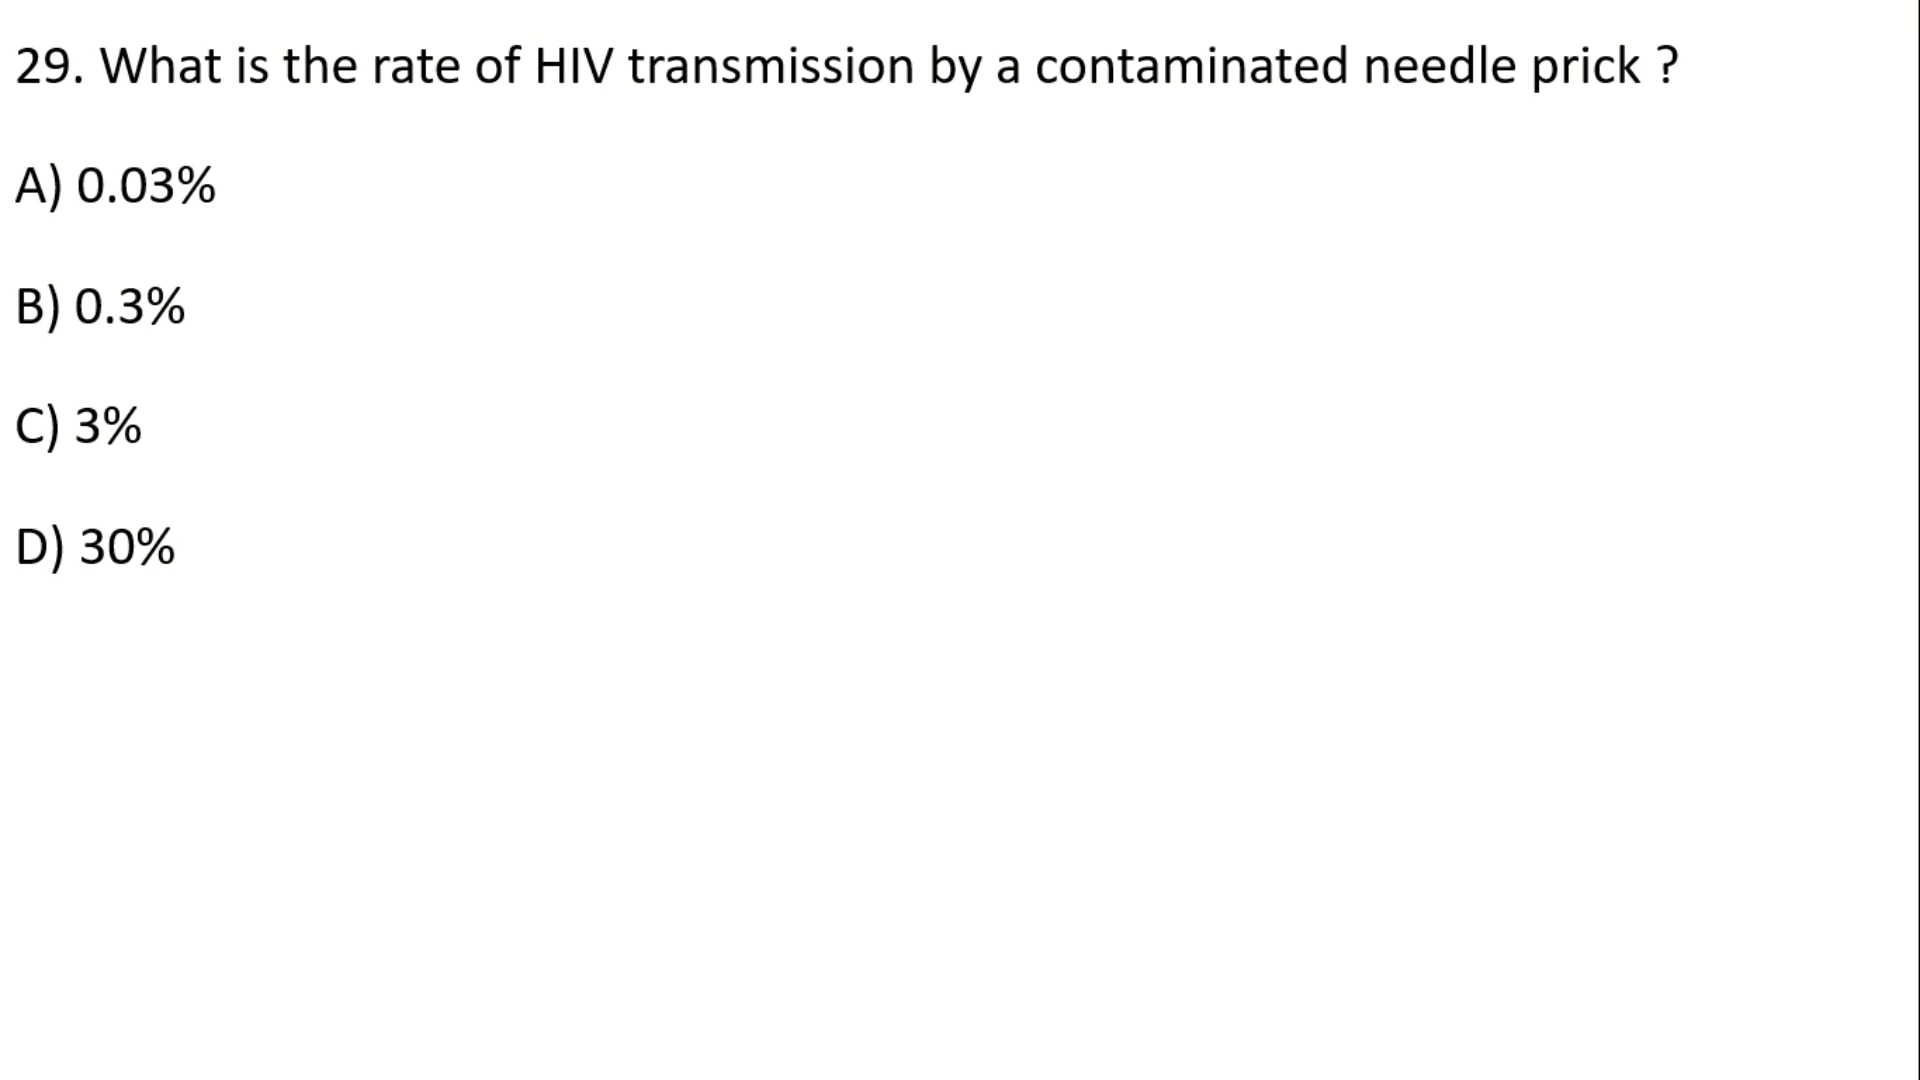 29. What is the rate of HIV transmission by a contaminated needle prick ?
A) 0.03%
B) 0.3%
C) 3%
D) 30%